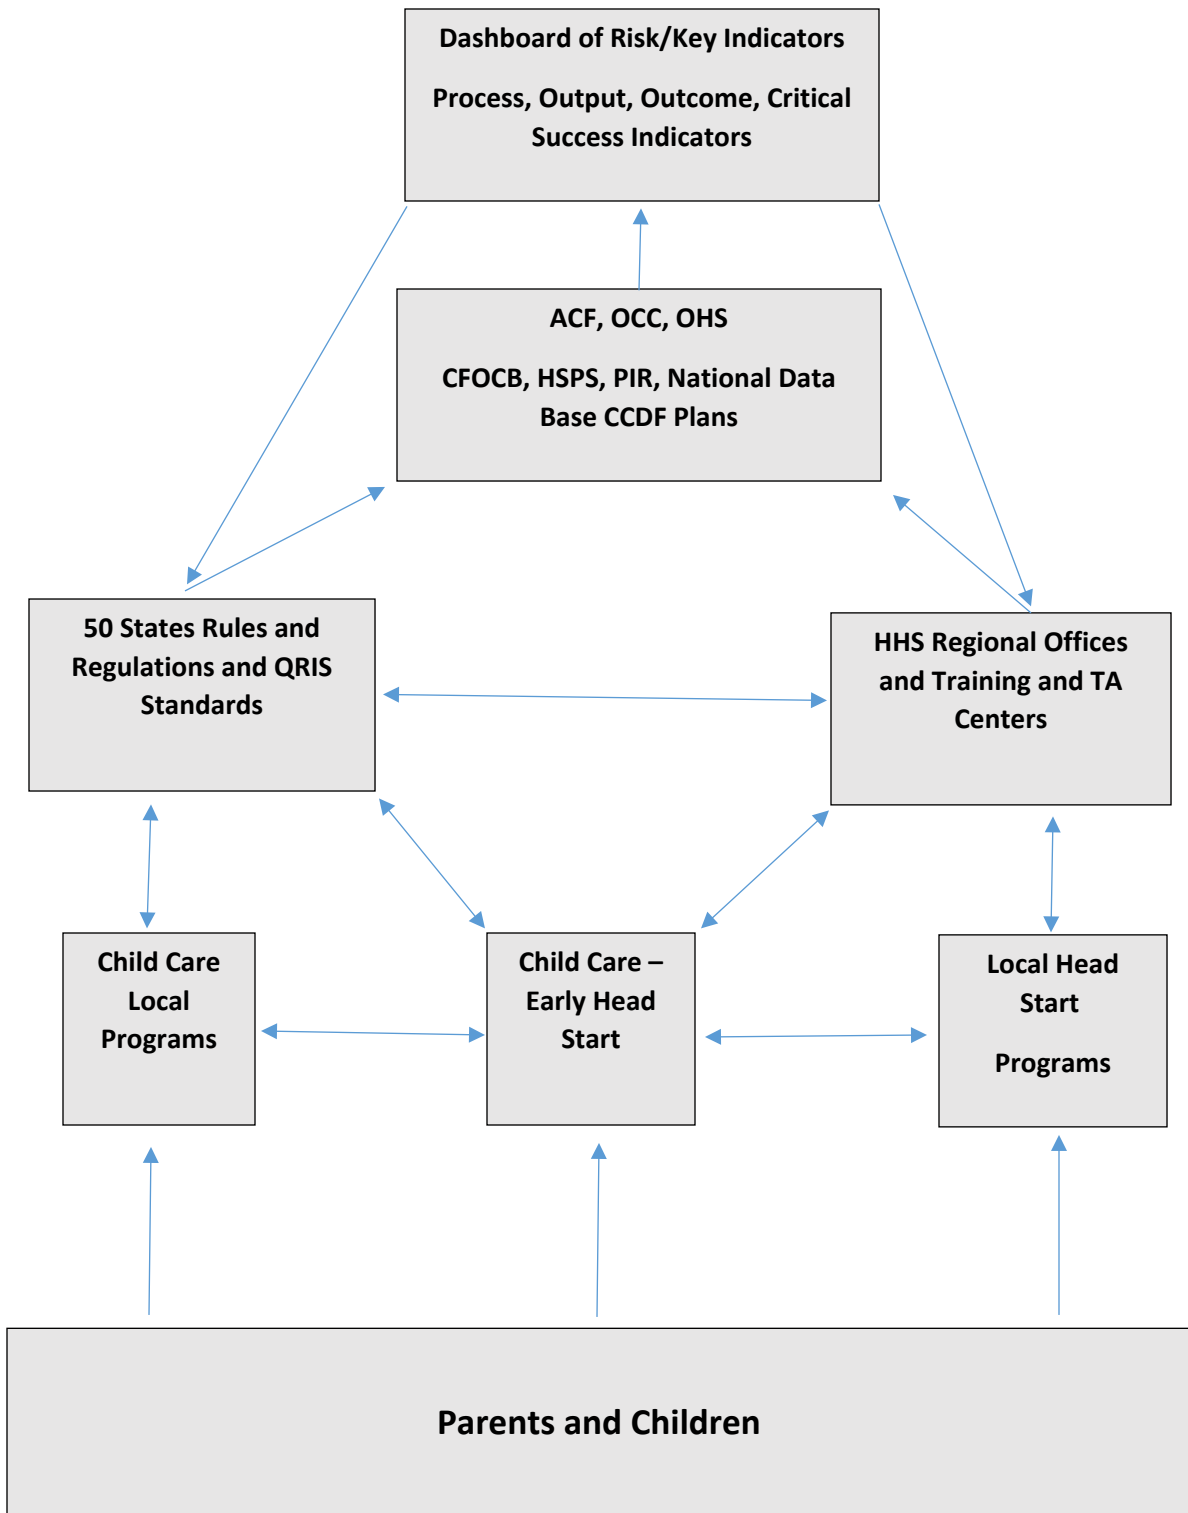 Dashboard of Risk/Key Indicators
Process, Output, Outcome, Critical
Success Indicators
ACF, OCC, OHS
CFOCB, HSPS, PIR, National Data
Base CCDF Plans
50 States Rules and
Regulations and QRIS
Standards
HHS Regional Offices
and Training and TA
Centers
Child Care
Local
Programs
Child Care –
Early Head
Start
Local Head
Start
Programs
Parents and Children